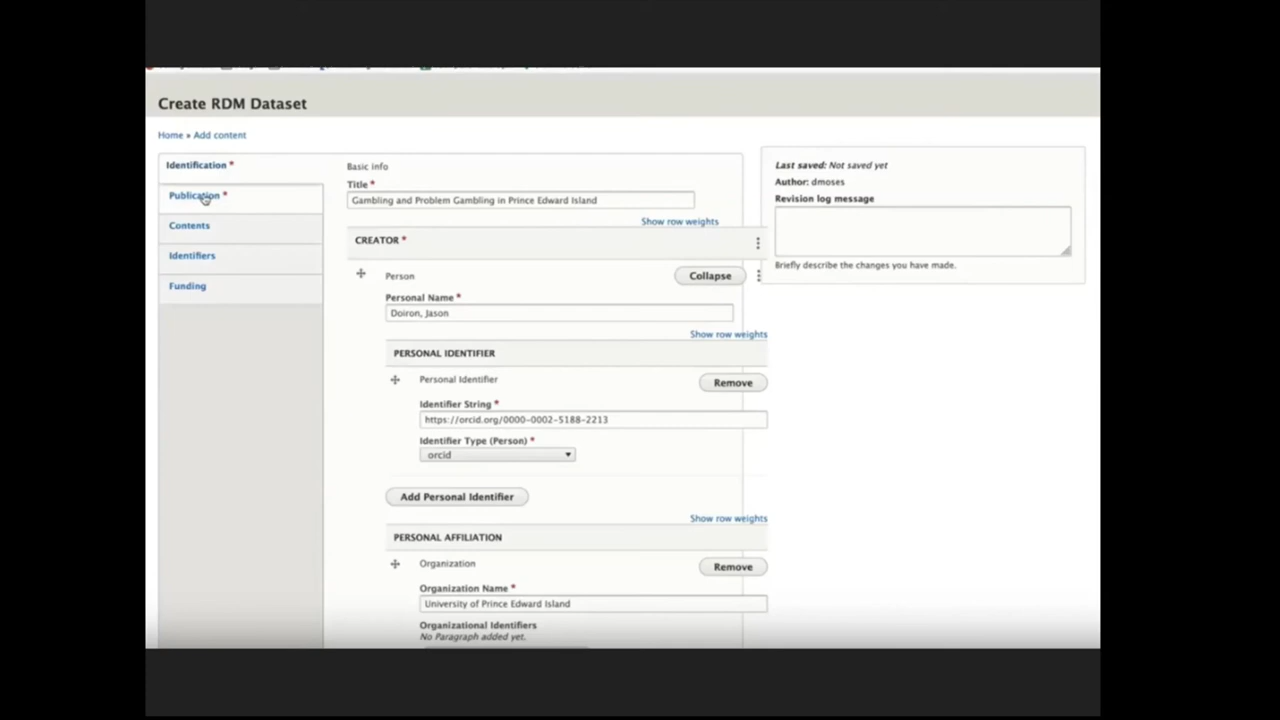 Create RDM Dataset
Home » Add content
Identification *
Publication *
Contents
Identifiers
Funding
Basic info
Title *
Gambling and Problem Gambling in Prince Edward Island
Show row weights
CREATOR *
Person
Collapse
Personal Name *
Doiron, Jason
Show row weights
PERSONAL IDENTIFIER
Personal Identifier
Remove
Identifier String *
https://orcid.org/0000-0002-5188-2213
Identifier Type (Person) *
orcid
Add Personal Identifier
Show row weights
PERSONAL AFFILIATION
Organization
Remove
Organization Name *
University of Prince Edward Island
Organizational Identifiers
No Paragraph added yet.
Last saved: Not saved yet
Author: dmoses
Revision log message
Briefly describe the changes you have made.